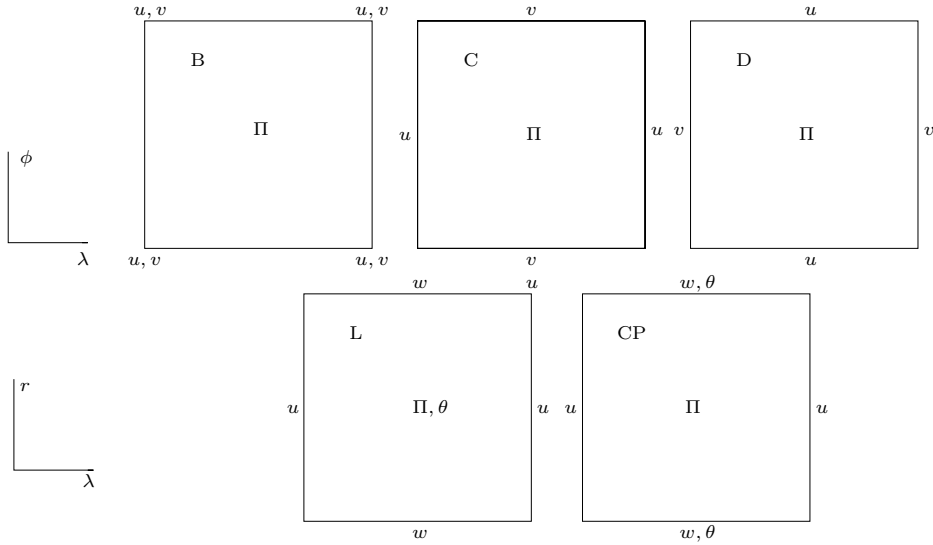 u, v u, v v u
B C D
Π u Π u v Π v
ϕ
λ u, v u, v v u
w u w, θ
L CP
r
u Π, θ u u Π u
λ
w w, θ